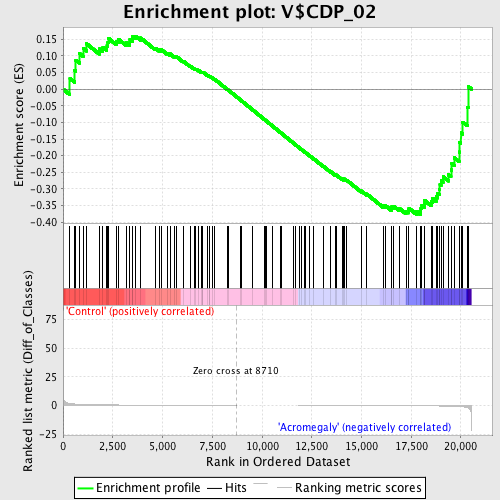 Enrichment plot: V$CDP_02
Enrichment score (ES)
0.15
0.10
0.05
0.00
-0.05
-0.10
-0.15
-0.20
-0.25
-0.30
-0.35
-0.40
'Control' (positively correlated)
Ranked list metric (Diff_of_Classes)
75
50
25
0
-25
Zero cross at 8710
'Acromegaly' (negatively correlated)
0
2,500
5,000
7,500
10,000
12,500
15,000
17,500
20,000
Rank in Ordered Dataset
Enrichment profile
Hits
Ranking metric scores